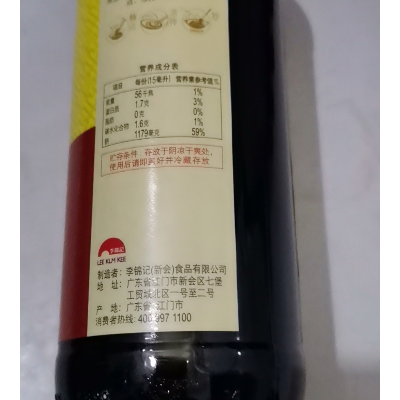 营养成分表
项目 每份(15毫升) 营养素参考值%
能量 56千焦 1%
蛋白质 1.7克 3%
脂肪 0克 0%
碳水化合物 1.6克 1%
钠 1179毫克 59%
贮存条件 存放于阴凉干爽处,
使用后请即盖好并冷藏存放
李錦記
LEE KUM KEE
制造者: 李锦记(新会)食品有限公司
地 址: 广东省江门市新会区七堡
工贸城北区一号至二号
产 地: 广东省江门市
消费者热线: 400 997 1100